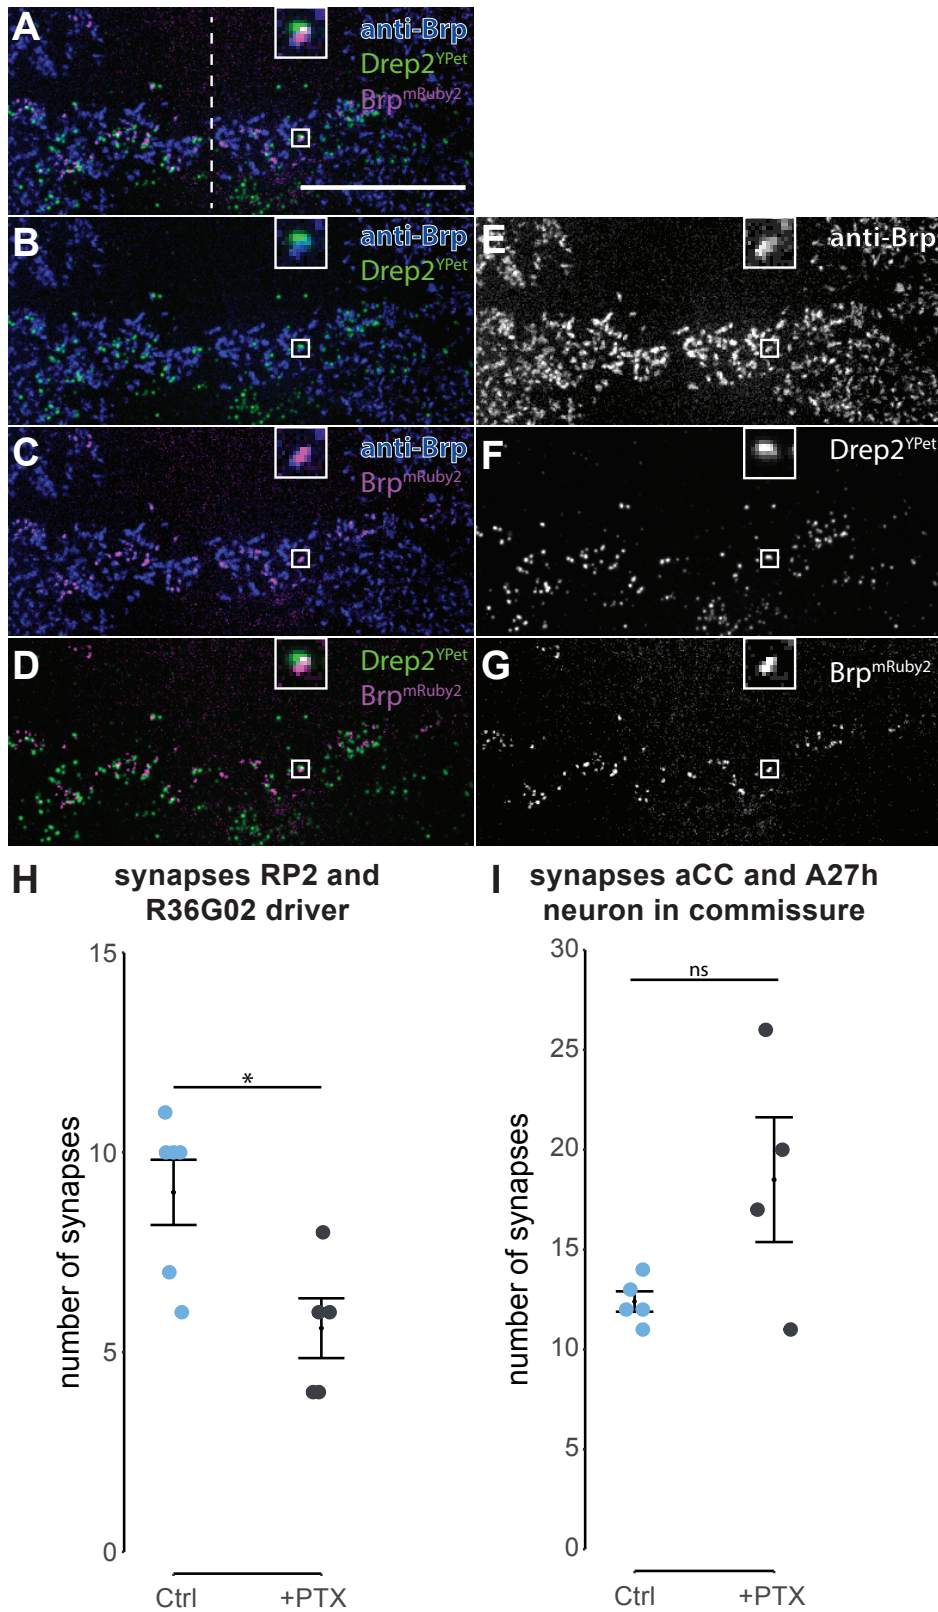 A
anti-Brp
Drep2YPet
BrpmRuby2
B
anti-Brp
Drep2YPet
C
anti-Brp
BrpmRuby2
D
Drep2YPet
BrpmRuby2
E
anti-Brp
F
Drep2YPet
G
BrpmRuby2
H
synapses RP2 and
R36G02 driver
number of synapses
15
10
5
0
*
Ctrl
+PTX
I
synapses aCC and A27h
neuron in commissure
number of synapses
30
25
20
15
10
5
0
ns
Ctrl
+PTX